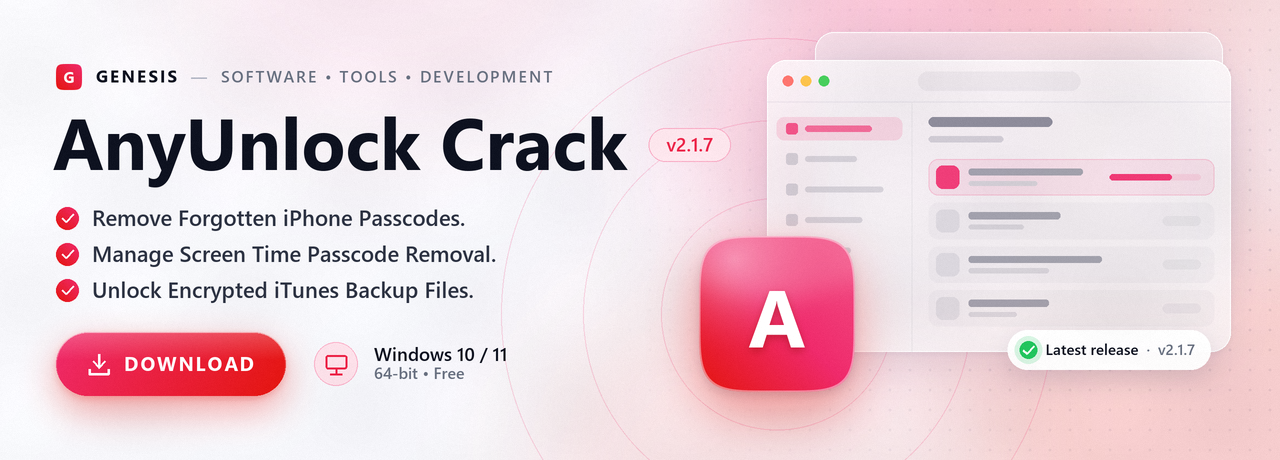 G GENESIS — SOFTWARE • TOOLS • DEVELOPMENT
AnyUnlock Crack v2.1.7
Remove Forgotten iPhone Passcodes.
Manage Screen Time Passcode Removal.
Unlock Encrypted iTunes Backup Files.
DOWNLOAD
Windows 10 / 11
64-bit • Free
A
Latest release · v2.1.7